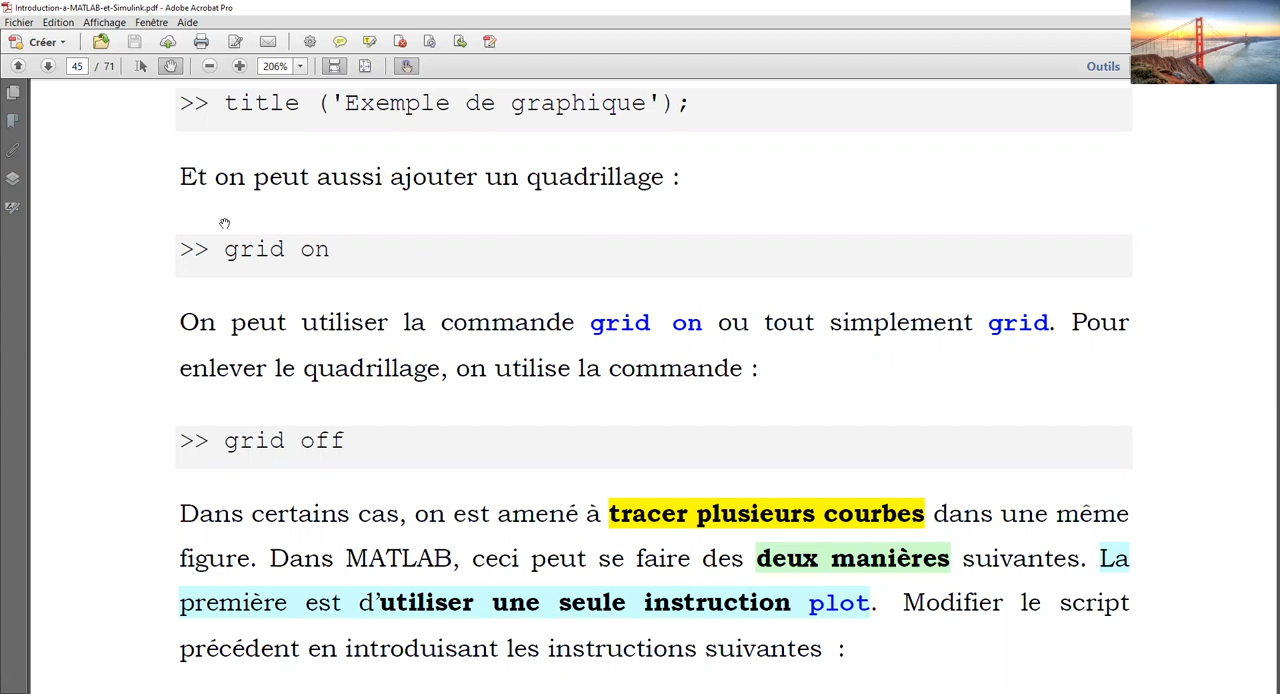 Introduction-a-MATLAB-et-Simulink.pdf - Adobe Acrobat Pro
Fichier Edition Affichage Fenêtre Aide
Créer
45 / 71 206% Outils
>> title ('Exemple de graphique');
Et on peut aussi ajouter un quadrillage :
>> grid on
On peut utiliser la commande grid on ou tout simplement grid. Pour
enlever le quadrillage, on utilise la commande :
>> grid off
Dans certains cas, on est amené à tracer plusieurs courbes dans une même
figure. Dans MATLAB, ceci peut se faire des deux manières suivantes. La
première est d'utiliser une seule instruction plot. Modifier le script
précédent en introduisant les instructions suivantes :